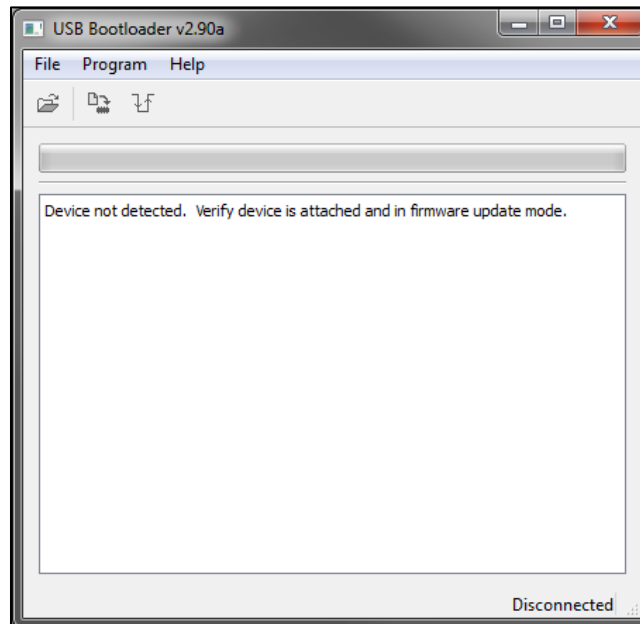 USB Bootloader v2.90a
File Program Help
Device not detected. Verify device is attached and in firmware update mode.
Disconnected